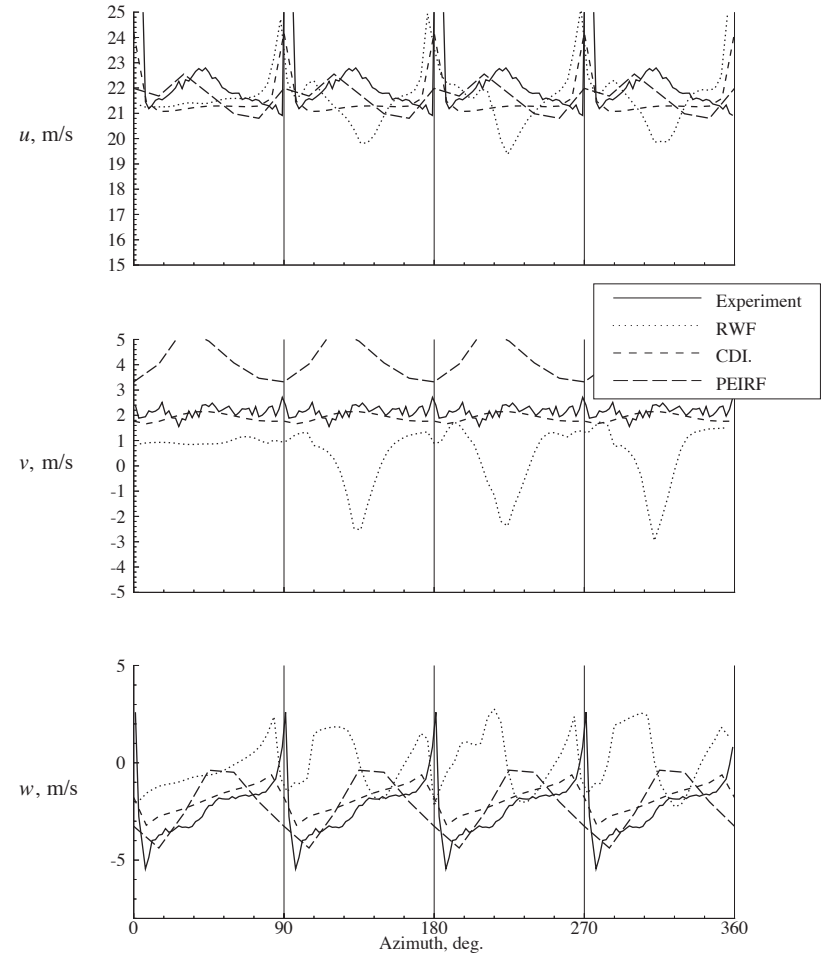 25
24
23
22
21
20
19
18
17
16
15
u, m/s
Experiment
RWF
CDI.
PEIRF
5
4
3
2
1
0
-1
-2
-3
-4
-5
v, m/s
5
0
-5
w, m/s
0 90 180 270 360
Azimuth, deg.